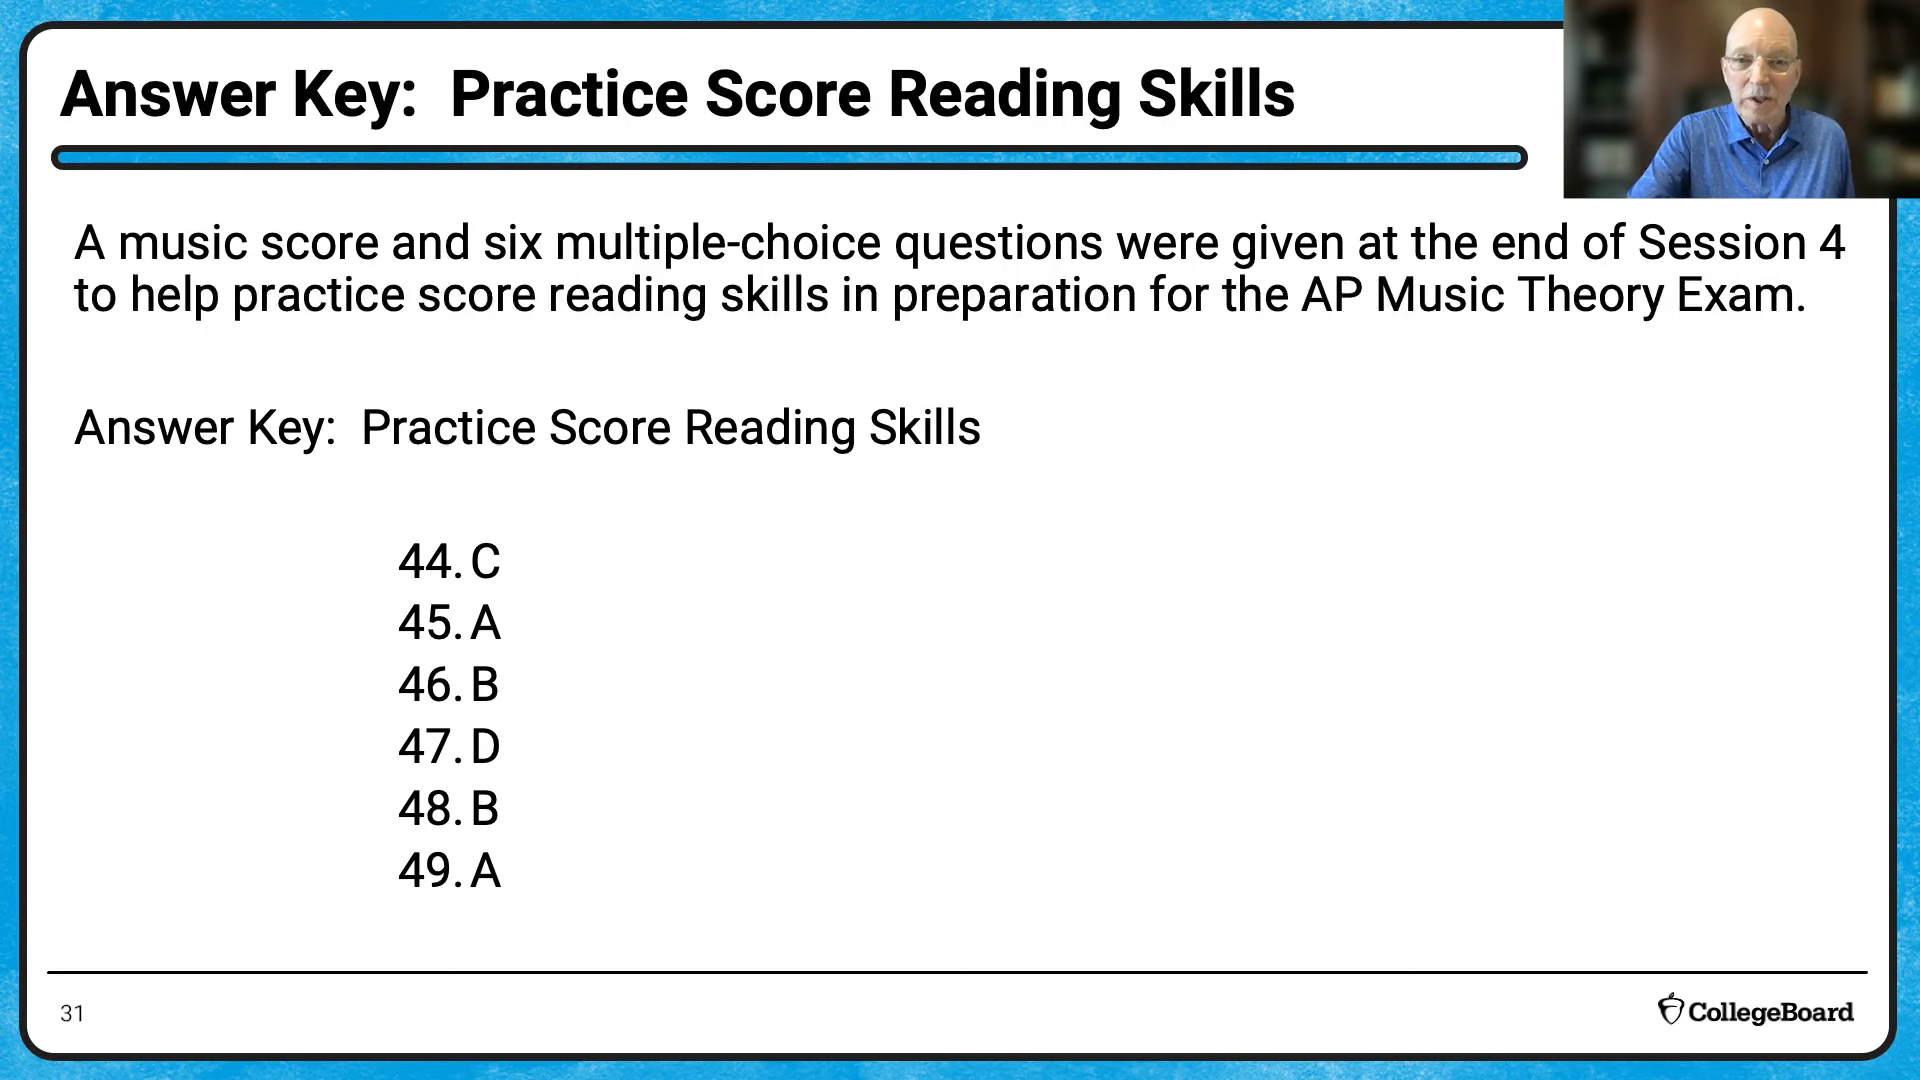 Answer Key:  Practice Score Reading Skills
A music score and six multiple-choice questions were given at the end of Session 4
to help practice score reading skills in preparation for the AP Music Theory Exam.
Answer Key:  Practice Score Reading Skills
44. C
45. A
46. B
47. D
48. B
49. A
31
CollegeBoard